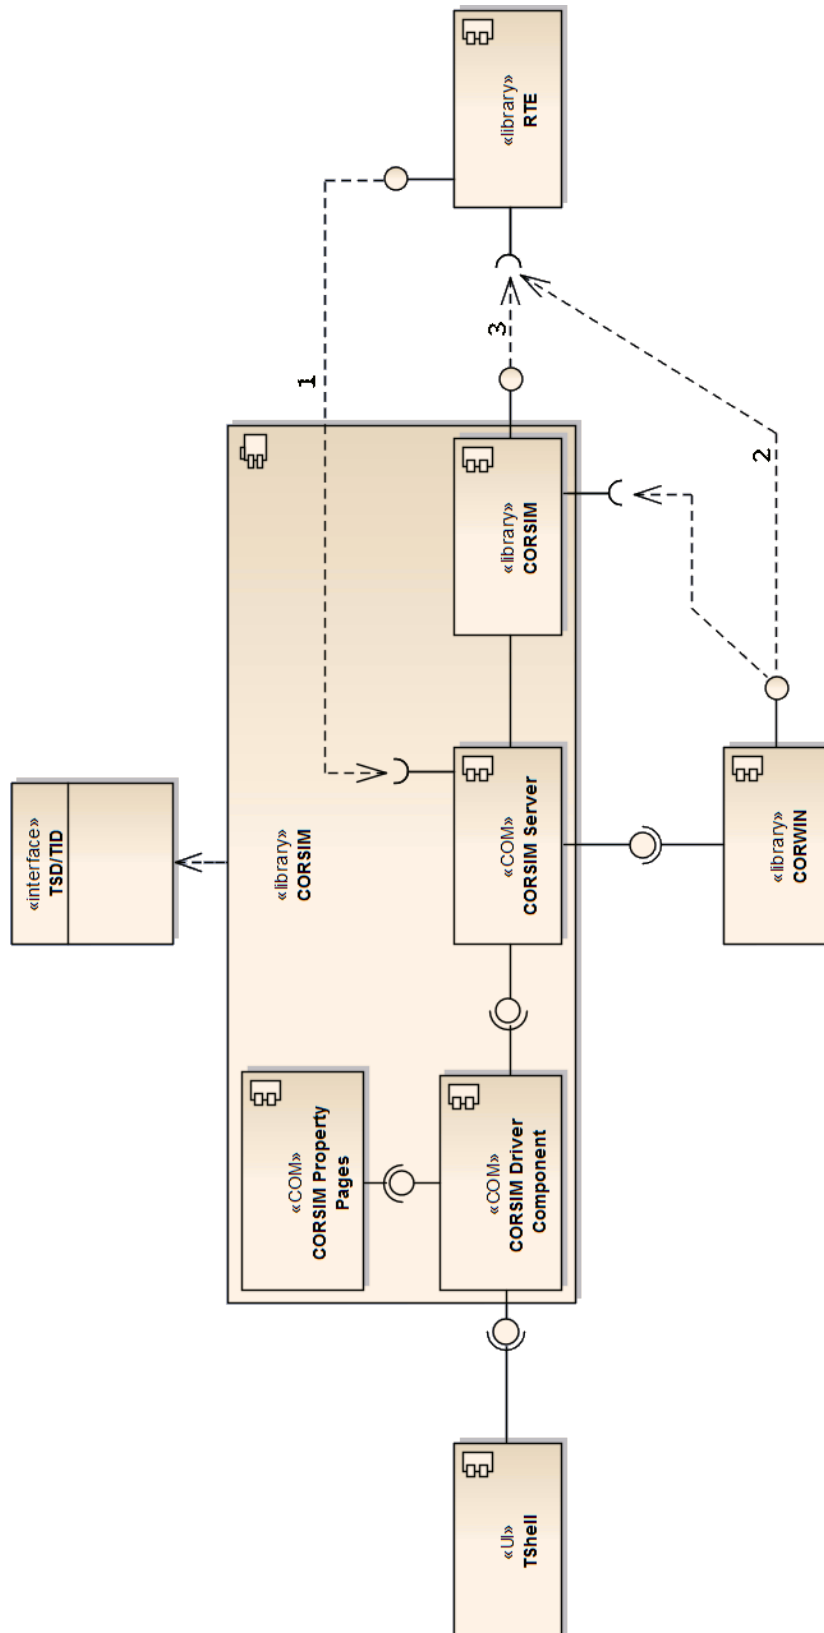 «interface»
TSD/TID
«library»
CORSIM
1
«COM»
CORSIM Property
Pages
«UI»
TShell
«COM»
CORSIM Driver
Component
«COM»
CORSIM Server
«library»
CORSIM
3
«library»
RTE
2
«library»
CORWIN